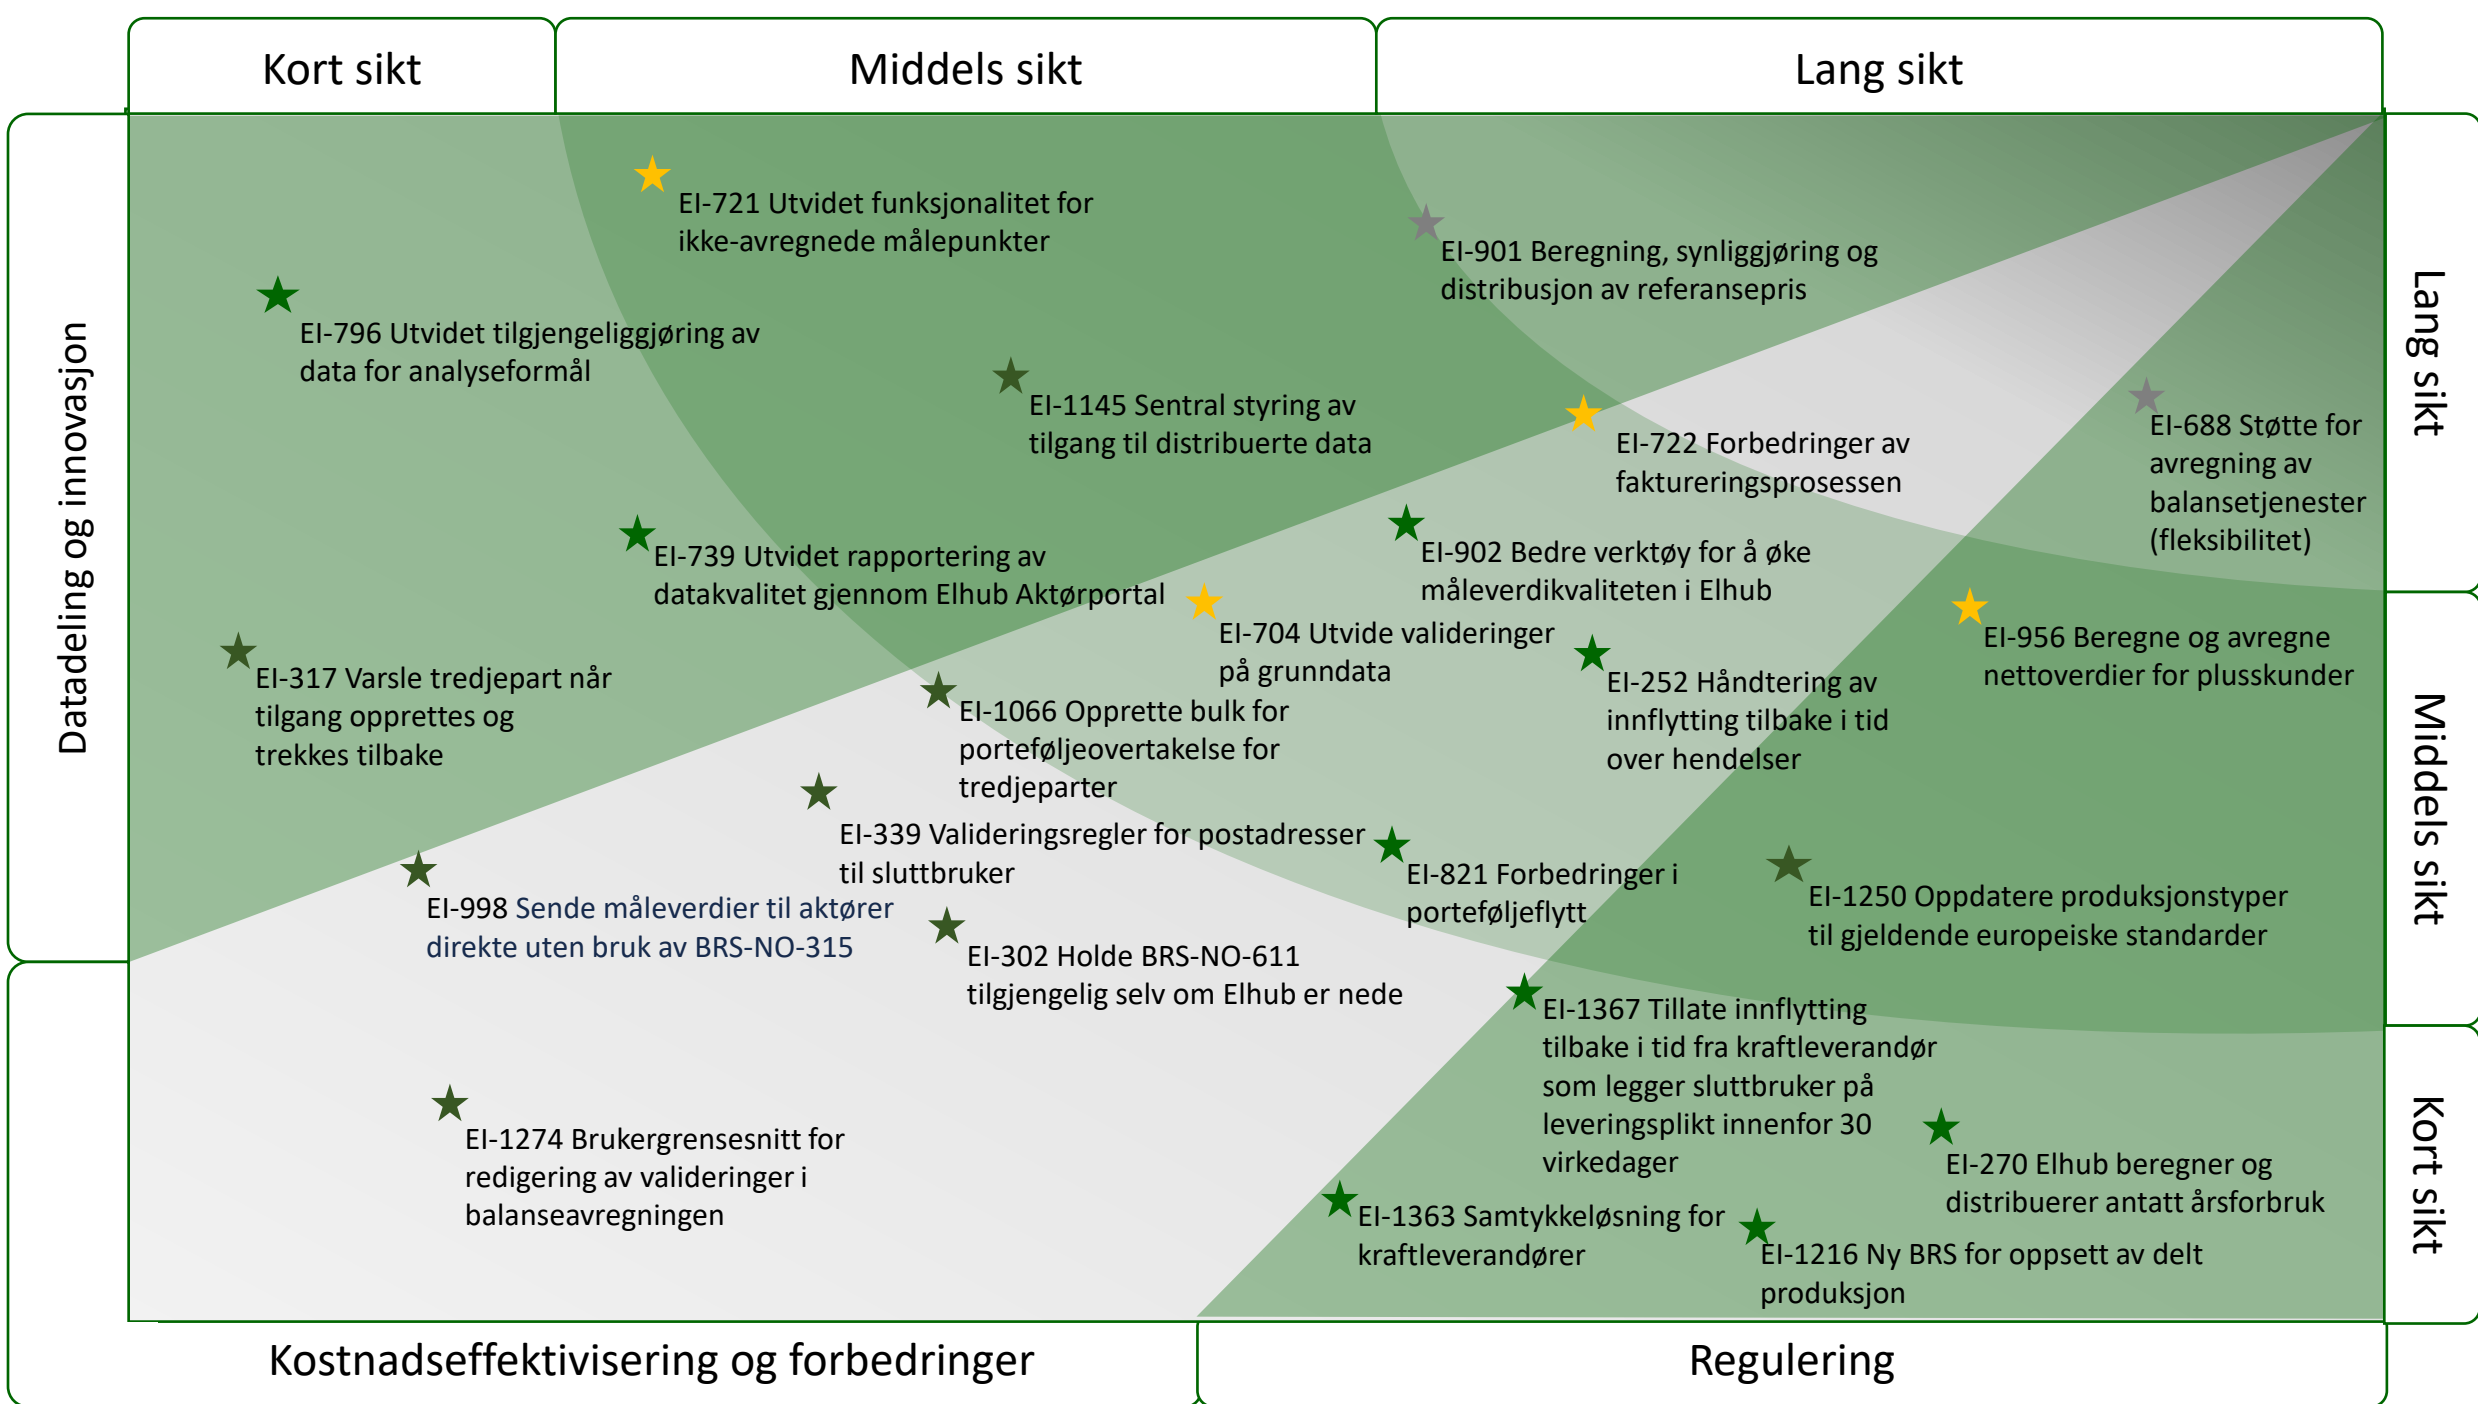 Kort sikt
Middels sikt
Lang sikt
Datadeling og innovasjon
EI-721 Utvidet funksjonalitet for
ikke-avregnede målepunkter
EI-901 Beregning, synliggjøring og
distribusjon av referansepris
EI-796 Utvidet tilgjengeliggjøring av
data for analyseformål
EI-1145 Sentral styring av
tilgang til distribuerte data
EI-722 Forbedringer av
faktureringsprosessen
EI-688 Støtte for
avregning av
balansetjenester
(fleksibilitet)
EI-739 Utvidet rapportering av
datakvalitet gjennom Elhub Aktørportal
EI-902 Bedre verktøy for å øke
måleverdikvaliteten i Elhub
EI-704 Utvide valideringer
på grunndata
EI-956 Beregne og avregne
nettoverdier for plusskunder
EI-317 Varsle tredjepart når
tilgang opprettes og
trekkes tilbake
EI-1066 Opprette bulk for
porteføljeovertakelse for
tredjeparter
EI-252 Håndtering av
innflytting tilbake i tid
over hendelser
EI-339 Valideringsregler for postadresser
til sluttbruker
EI-821 Forbedringer i
porteføljeflytt
EI-1250 Oppdatere produksjonstyper
til gjeldende europeiske standarder
EI-998 Sende måleverdier til aktører
direkte uten bruk av BRS-NO-315
EI-302 Holde BRS-NO-611
tilgjengelig selv om Elhub er nede
EI-1367 Tillate innflytting
tilbake i tid fra kraftleverandør
som legger sluttbruker på
leveringsplikt innenfor 30
virkedager
EI-1274 Brukergrensesnitt for
redigering av valideringer i
balanseavregningen
EI-270 Elhub beregner og
distribuerer antatt årsforbruk
EI-1363 Samtykkeløsning for
kraftleverandører
EI-1216 Ny BRS for oppsett av delt
produksjon
Lang sikt
Middels sikt
Kort sikt
Kostnadseffektivisering og forbedringer
Regulering